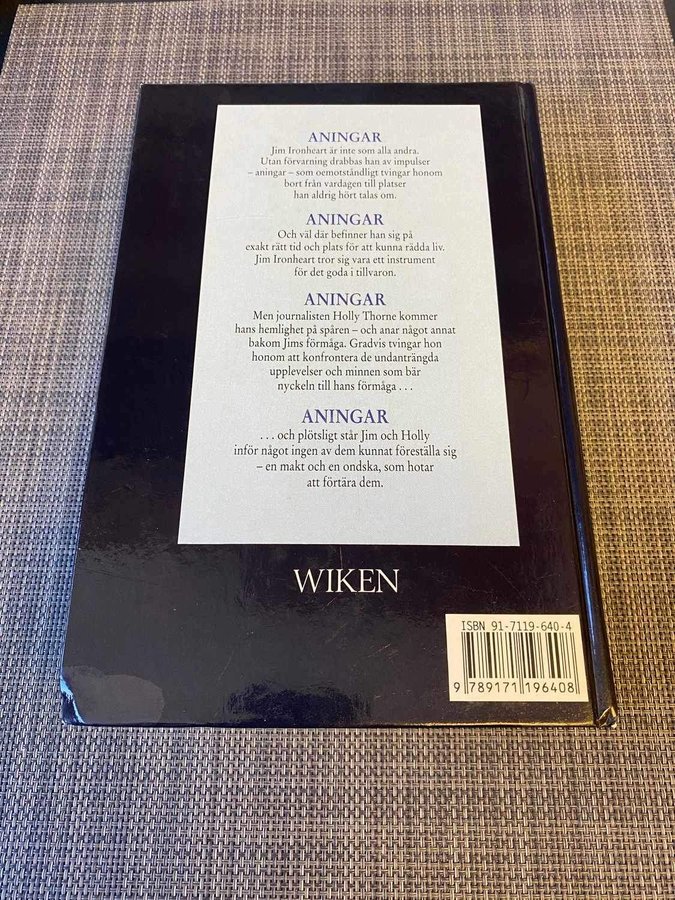 ANINGAR
Jim Ironheart är inte som alla andra.
Utan förvarning drabbas han av impulser
– aningar – som oemotståndligt tvingar honom
bort från vardagen till platser
han aldrig hört talas om.
ANINGAR
Och väl där befinner han sig på
exakt rätt tid och plats för att kunna rädda liv.
Jim Ironheart tror sig vara ett instrument
för det goda i tillvaron.
ANINGAR
Men journalisten Holly Thorne kommer
hans hemlighet på spåren – och anar något annat
bakom Jims förmåga. Gradvis tvingar hon
honom att konfrontera de undanträngda
upplevelser och minnen som bär
nyckeln till hans förmåga . . .
ANINGAR
. . . och plötsligt står Jim och Holly
inför något ingen av dem kunnat föreställa sig
– en makt och en ondska, som hotar
att förtära dem.
WIKEN
ISBN 91-7119-640-4
9 789171 196408